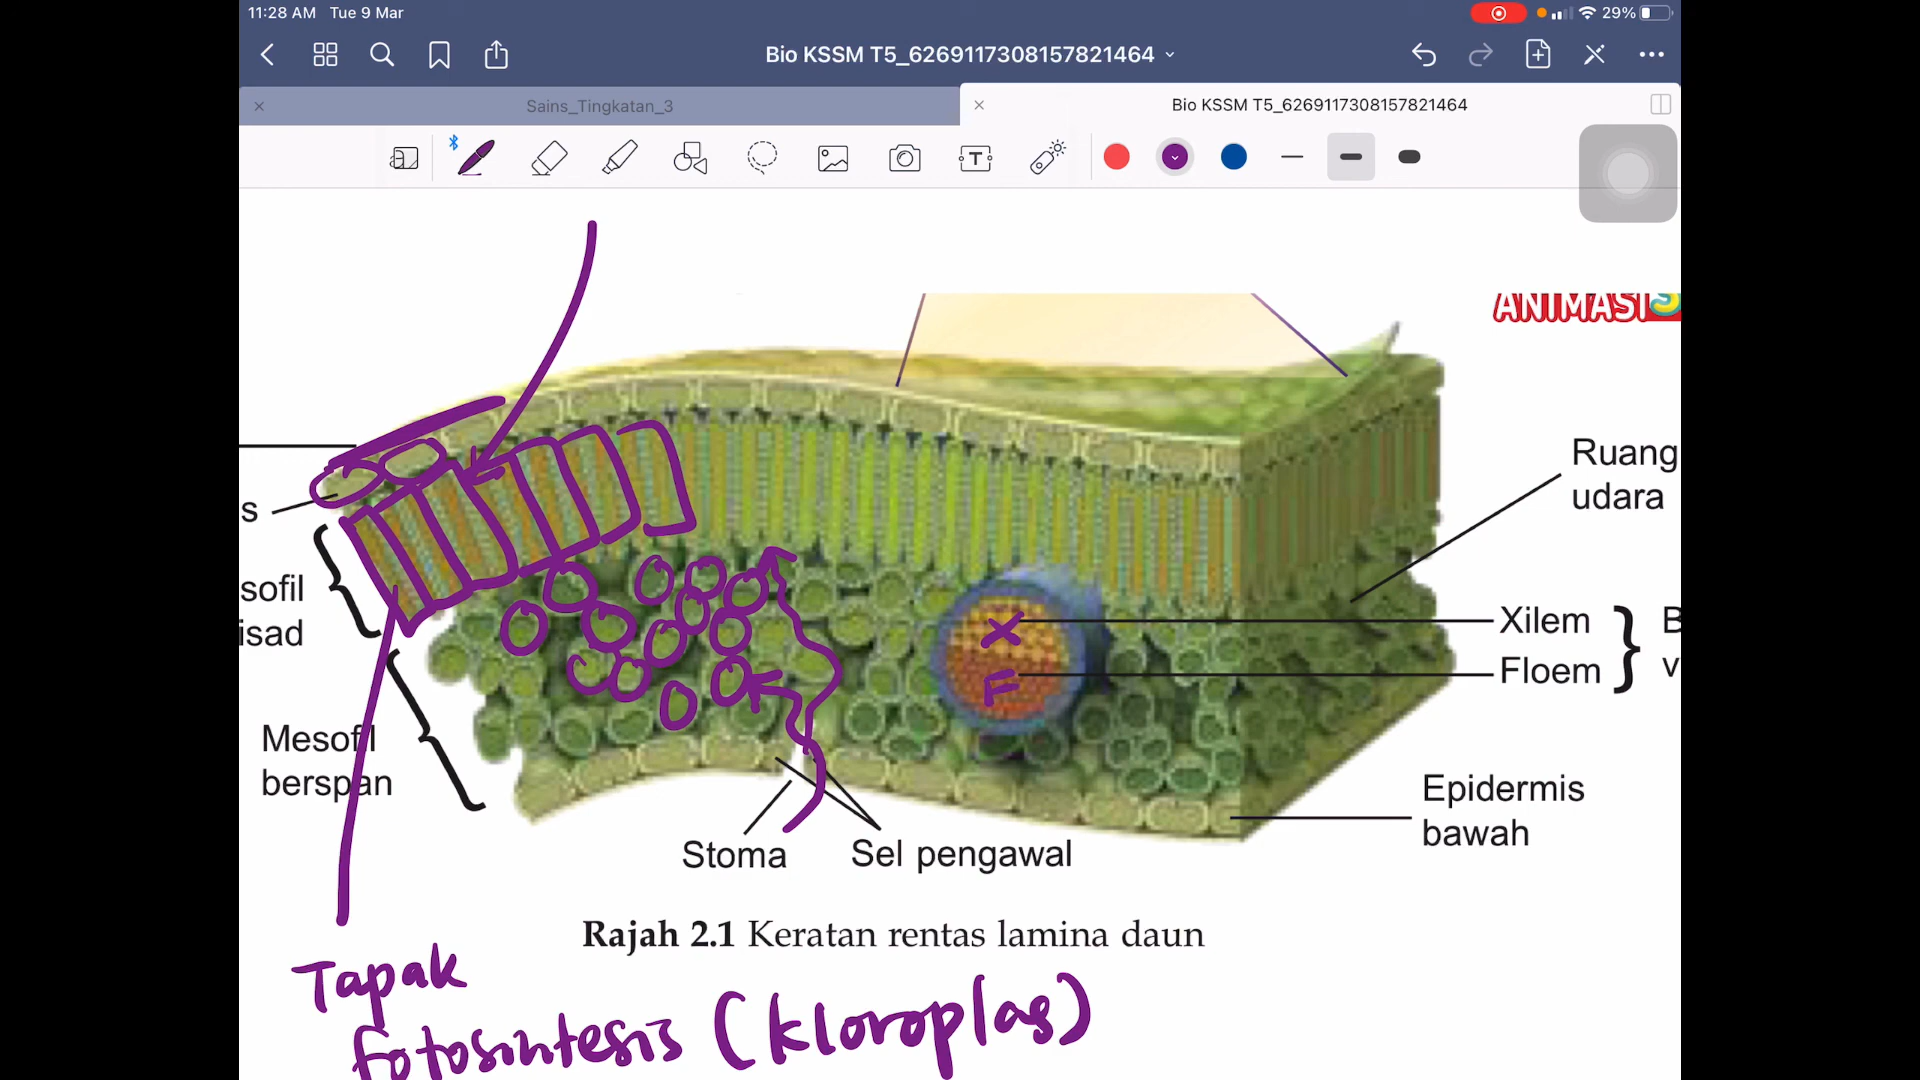 11:28 AM Tue 9 Mar
29%
Bio KSSM T5_6269117308157821464
Sains_Tingkatan_3
Bio KSSM T5_6269117308157821464
ANIMASI
Ruang
udara
s
sofil
isad
X
F
Xilem
Floem
B
v
Mesofil
berspan
Epidermis
bawah
Stoma
Sel pengawal
Rajah 2.1 Keratan rentas lamina daun
Tapak
fotosintesis (kloroplas)